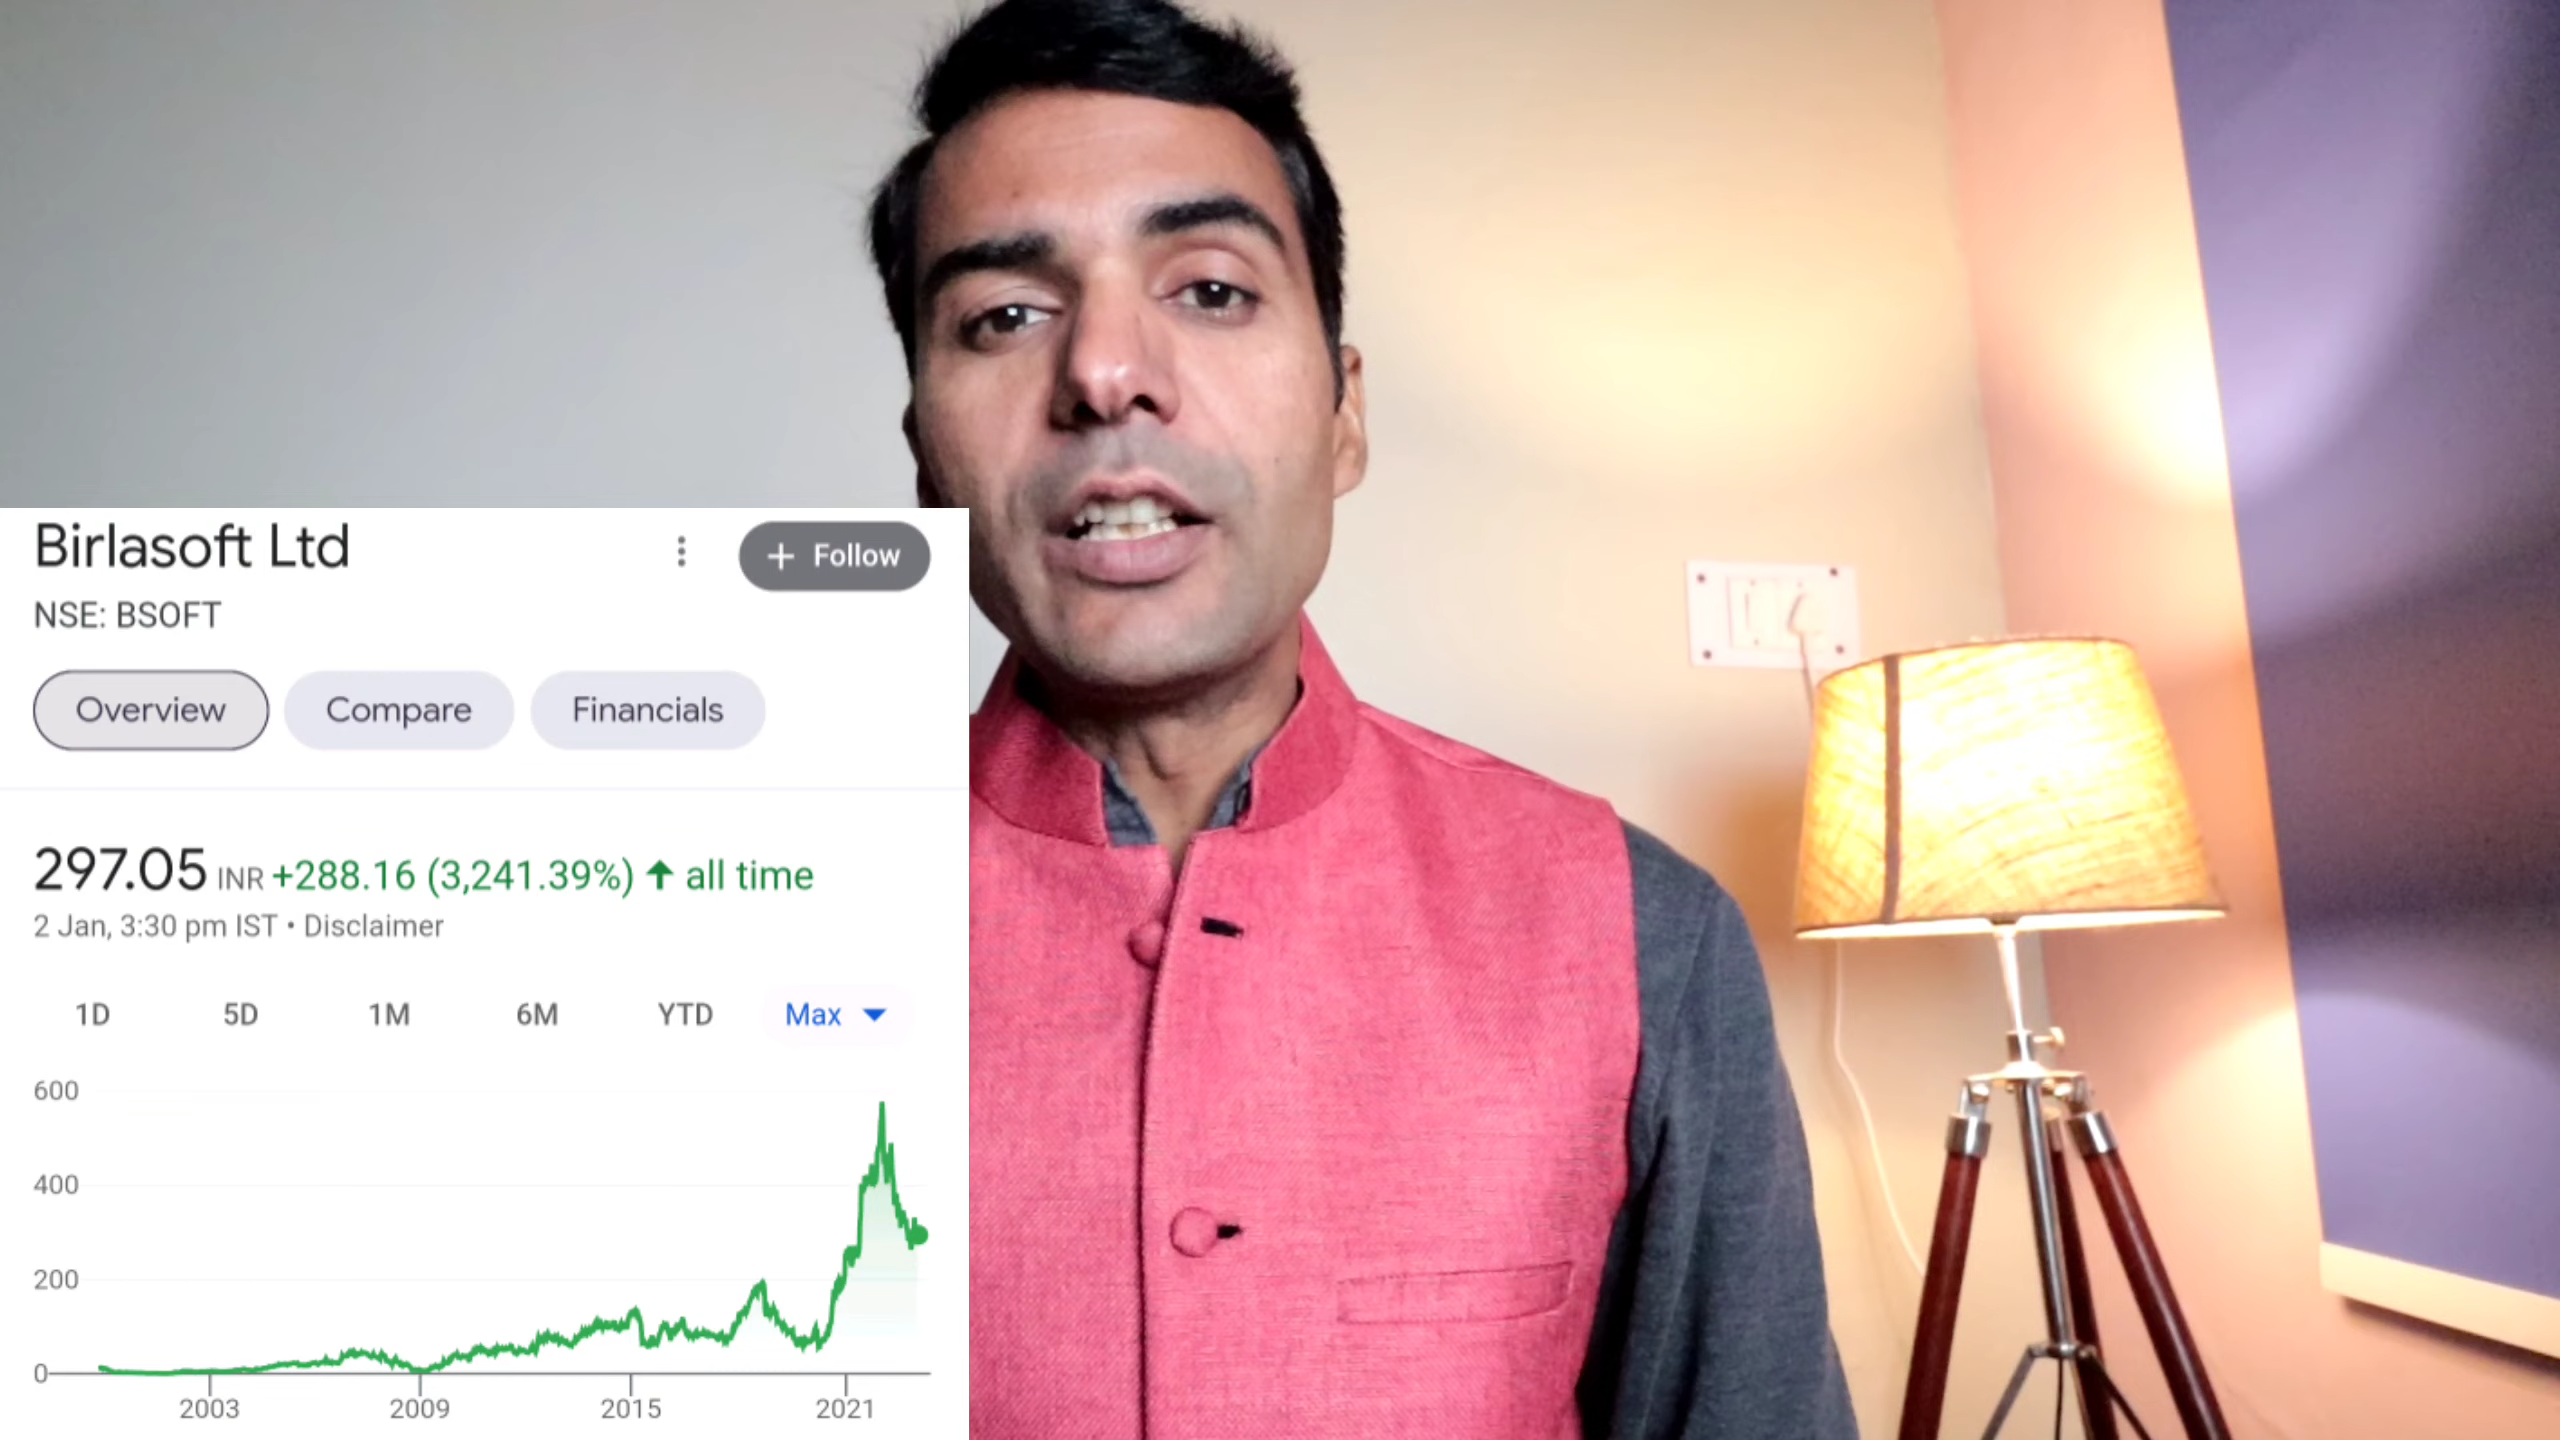 Birlasoft Ltd
+ Follow
NSE: BSOFT
Overview Compare Financials
297.05 INR +288.16 (3,241.39%) ↑ all time
2 Jan, 3:30 pm IST • Disclaimer
1D 5D 1M 6M YTD Max
600
400
200
0
2003 2009 2015 2021